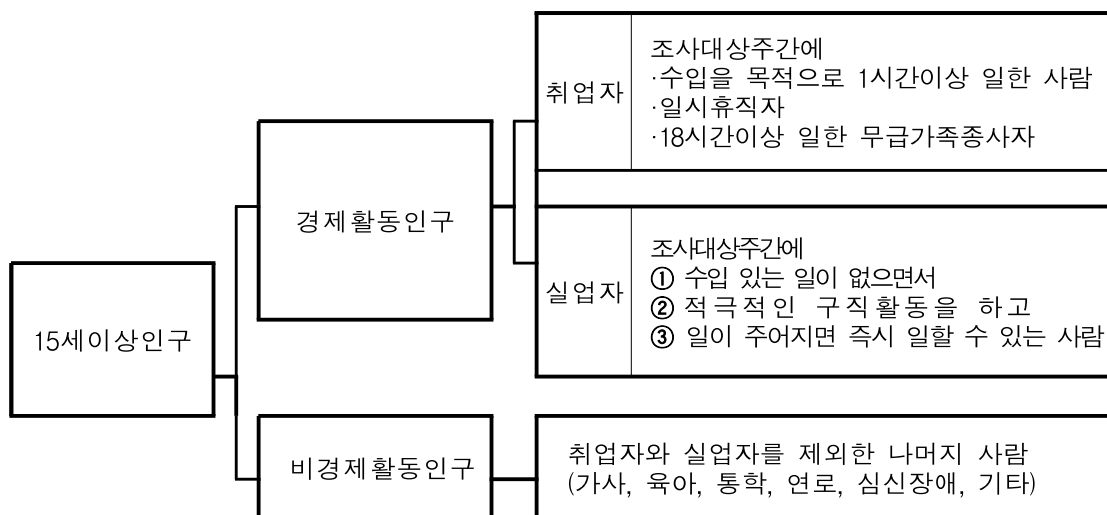 조사대상주간에
·수입을 목적으로 1시간이상 일한 사람
취업자
·일시휴직자
·18시간이상 일한 무급가족종사자
경제활동인구
조사대상주간에
① 수입 있는 일이 없으면서
실업자
② 적극적인 구직활동을 하고
③ 일이 주어지면 즉시 일할 수 있는 사람
15세이상인구
비경제활동인구
취업자와 실업자를 제외한 나머지 사람
(가사, 육아, 통학, 연로, 심신장애, 기타)